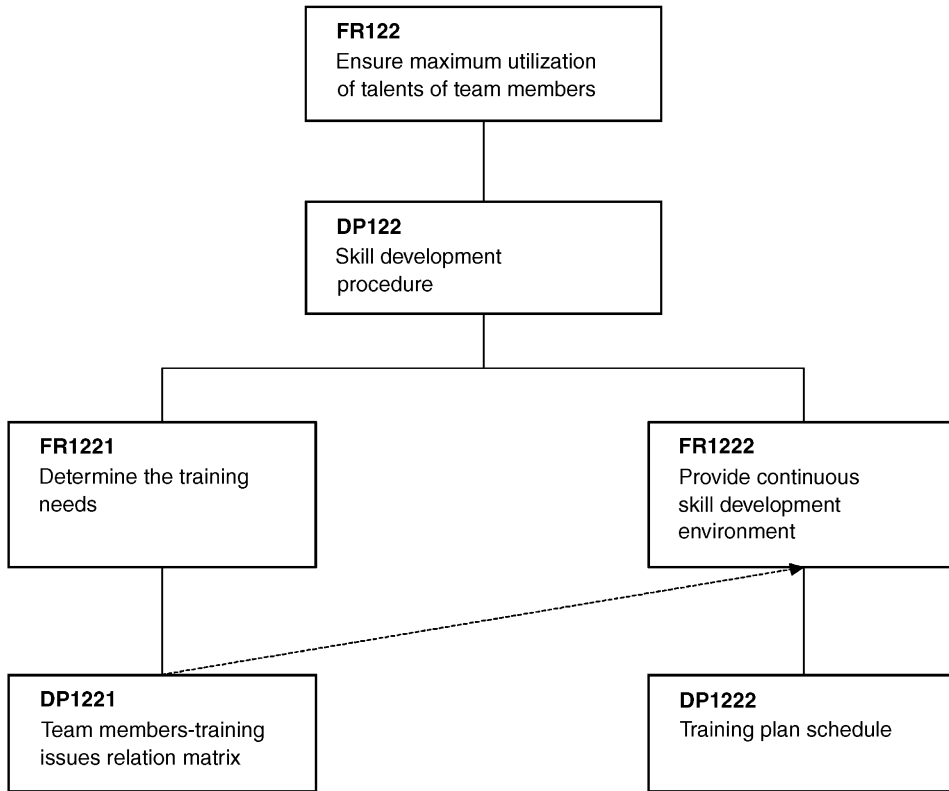 FR122
Ensure maximum utilization
of talents of team members
DP122
Skill development
procedure
FR1221
Determine the training
needs
FR1222
Provide continuous
skill development
environment
DP1221
Team members-training
issues relation matrix
DP1222
Training plan schedule